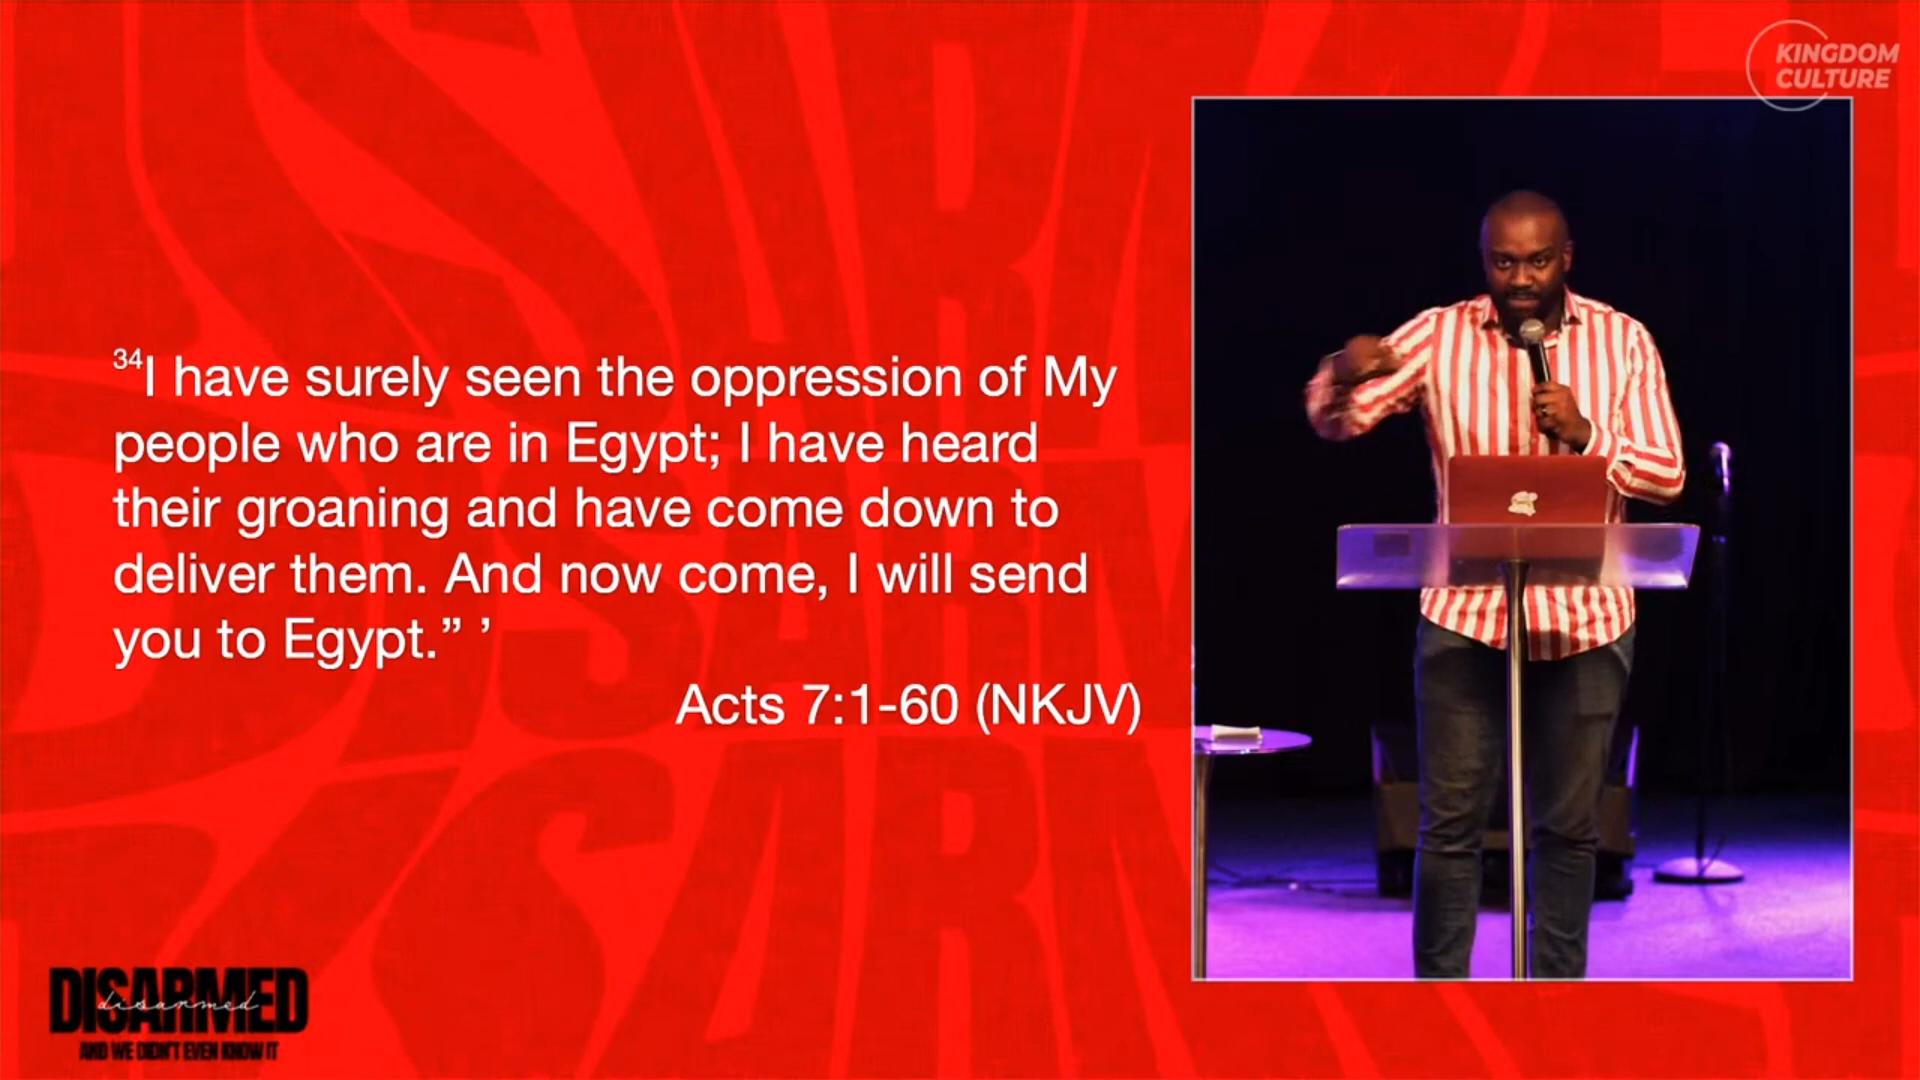 KINGDOM
CULTURE
³⁴I have surely seen the oppression of My
people who are in Egypt; I have heard
their groaning and have come down to
deliver them. And now come, I will send
you to Egypt.” ’
Acts 7:1-60 (NKJV)
DISARMED
disarmed
AND WE DIDN'T EVEN KNOW IT